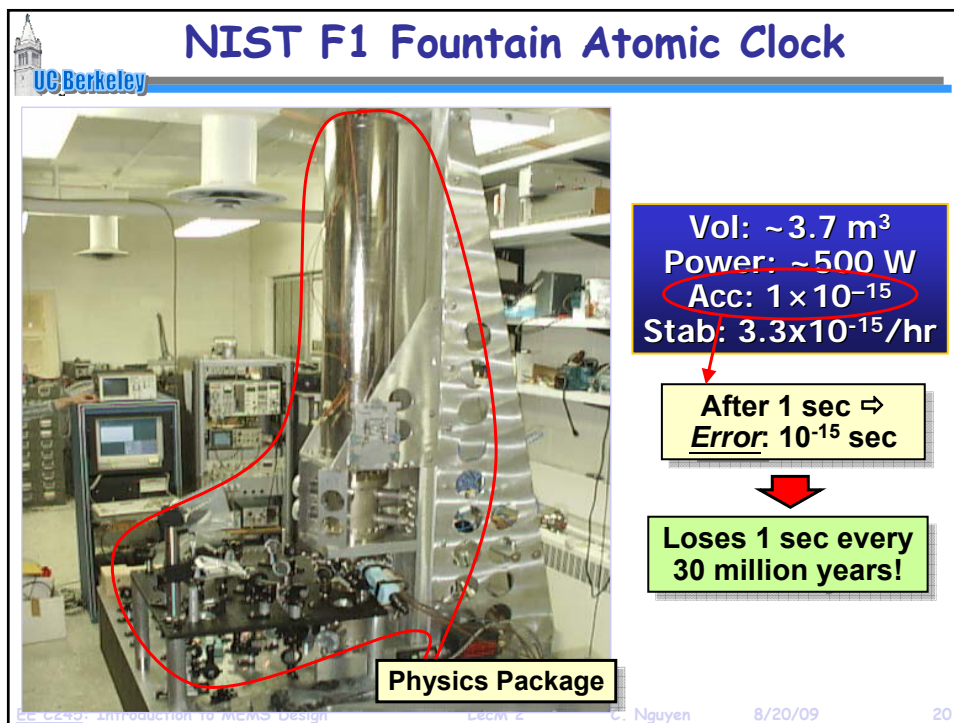 NIST F1 Fountain Atomic Clock
UC Berkeley
Vol: ~3.7 m³
Power: ~500 W
Acc: 1×10⁻¹⁵
Stab: 3.3x10⁻¹⁵/hr
After 1 sec ⇨
Error: 10⁻¹⁵ sec
Loses 1 sec every
30 million years!
Physics Package
EE C245: Introduction to MEMS Design LecM 2 C. Nguyen 8/20/09 20